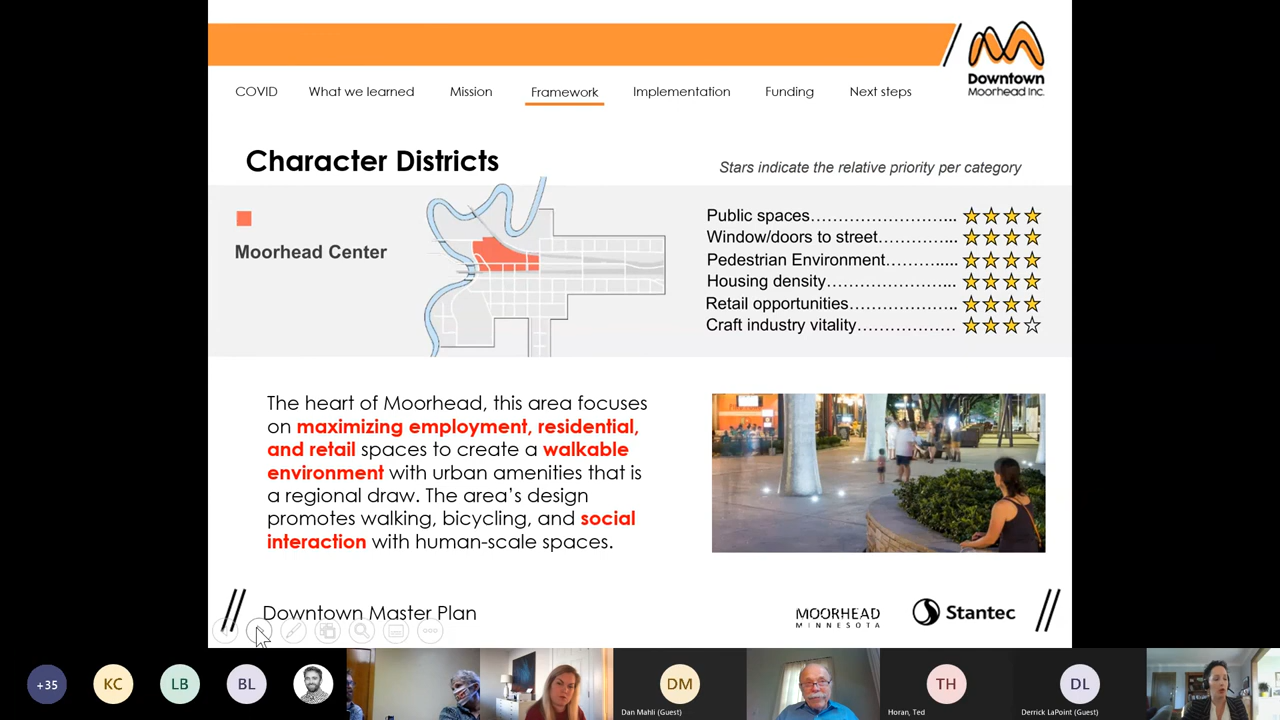 COVID What we learned Mission Framework Implementation Funding Next steps
Downtown
Moorhead Inc.
Character Districts
Stars indicate the relative priority per category
Moorhead Center
Public spaces……………………...
Window/doors to street…………...
Pedestrian Environment……….....
Housing density……………………...
Retail opportunities………………..
Craft industry vitality………………
The heart of Moorhead, this area focuses
on maximizing employment, residential,
and retail spaces to create a walkable
environment with urban amenities that is
a regional draw. The area's design
promotes walking, bicycling, and social
interaction with human-scale spaces.
Downtown Master Plan
MOORHEAD
MINNESOTA
Stantec
+35
KC
LB
BL
DM
Dan Mahli (Guest)
TH
Horan, Ted
DL
Derrick LaPoint (Guest)